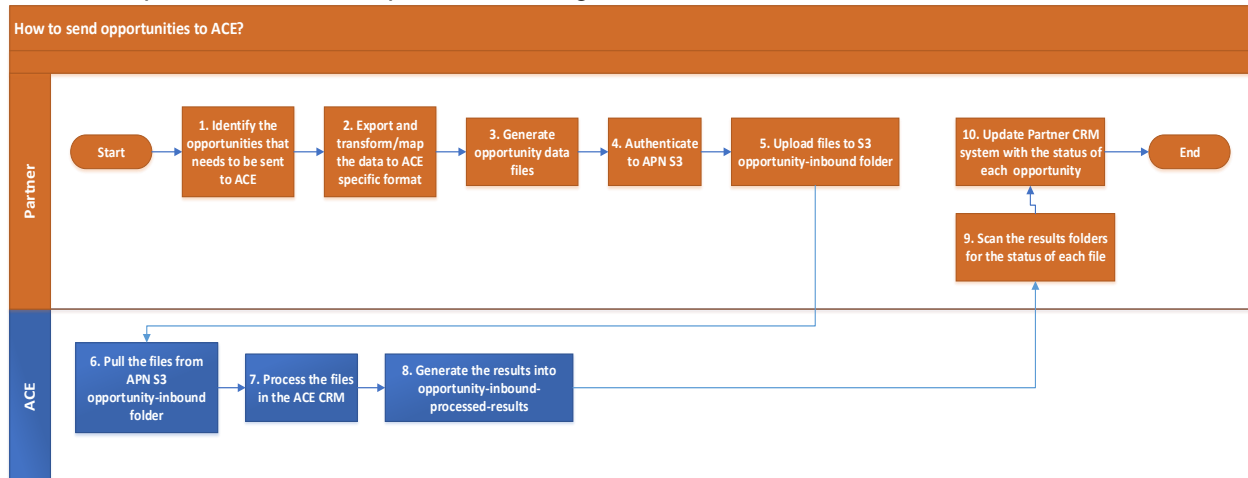 How to send opportunities to ACE?
Partner
Start
1. Identify the
opportunities that
needs to be sent
to ACE
2. Export and
transform/map
the data to ACE
specific format
3. Generate
opportunity data
files
4. Authenticate
to APN S3
5. Upload files to S3
opportunity-inbound folder
10. Update Partner CRM
system with the status of
each opportunity
End
9. Scan the results folders
for the status of each file
ACE
6. Pull the files from
APN S3
opportunity-inbound
folder
7. Process the files
in the ACE CRM
8. Generate the results into
opportunity-inbound-
processed-results